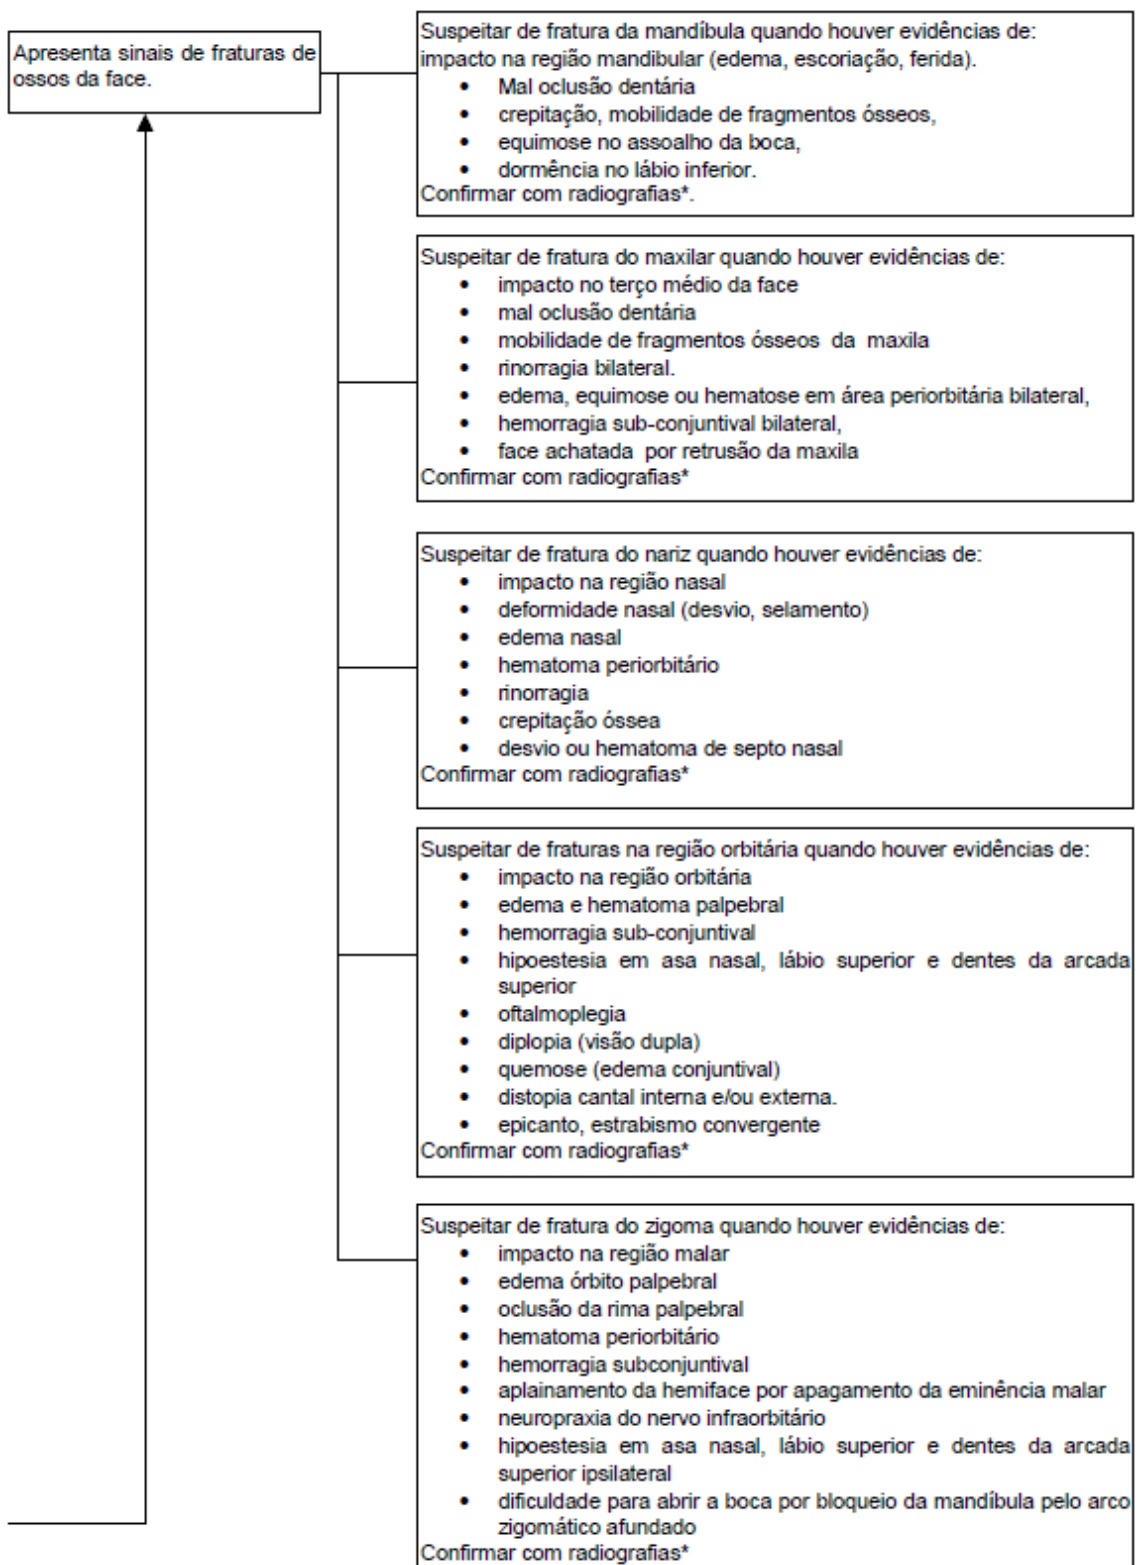 Apresenta sinais de fraturas de
ossos da face.
Suspeitar de fratura da mandíbula quando houver evidências de:
impacto na região mandibular (edema, escoriação, ferida).
• Mal oclusão dentária
• crepitação, mobilidade de fragmentos ósseos,
• equimose no assoalho da boca,
• dormência no lábio inferior.
Confirmar com radiografias*.
Suspeitar de fratura do maxilar quando houver evidências de:
• impacto no terço médio da face
• mal oclusão dentária
• mobilidade de fragmentos ósseos da maxila
• rinorragia bilateral.
• edema, equimose ou hematose em área periorbitária bilateral,
• hemorragia sub-conjuntival bilateral,
• face achatada por retrusão da maxila
Confirmar com radiografias*
Suspeitar de fratura do nariz quando houver evidências de:
• impacto na região nasal
• deformidade nasal (desvio, selamento)
• edema nasal
• hematoma periorbitário
• rinorragia
• crepitação óssea
• desvio ou hematoma de septo nasal
Confirmar com radiografias*
Suspeitar de fraturas na região orbitária quando houver evidências de:
• impacto na região orbitária
• edema e hematoma palpebral
• hemorragia sub-conjuntival
• hipoestesia em asa nasal, lábio superior e dentes da arcada
superior
• oftalmoplegia
• diplopia (visão dupla)
• quemose (edema conjuntival)
• distopia cantal interna e/ou externa.
• epicanto, estrabismo convergente
Confirmar com radiografias*
Suspeitar de fratura do zigoma quando houver evidências de:
• impacto na região malar
• edema órbito palpebral
• oclusão da rima palpebral
• hematoma periorbitário
• hemorragia subconjuntival
• aplainamento da hemiface por apagamento da eminência malar
• neuropraxia do nervo infraorbitário
• hipoestesia em asa nasal, lábio superior e dentes da arcada
superior ipsilateral
• dificuldade para abrir a boca por bloqueio da mandíbula pelo arco
zigomático afundado
Confirmar com radiografias*